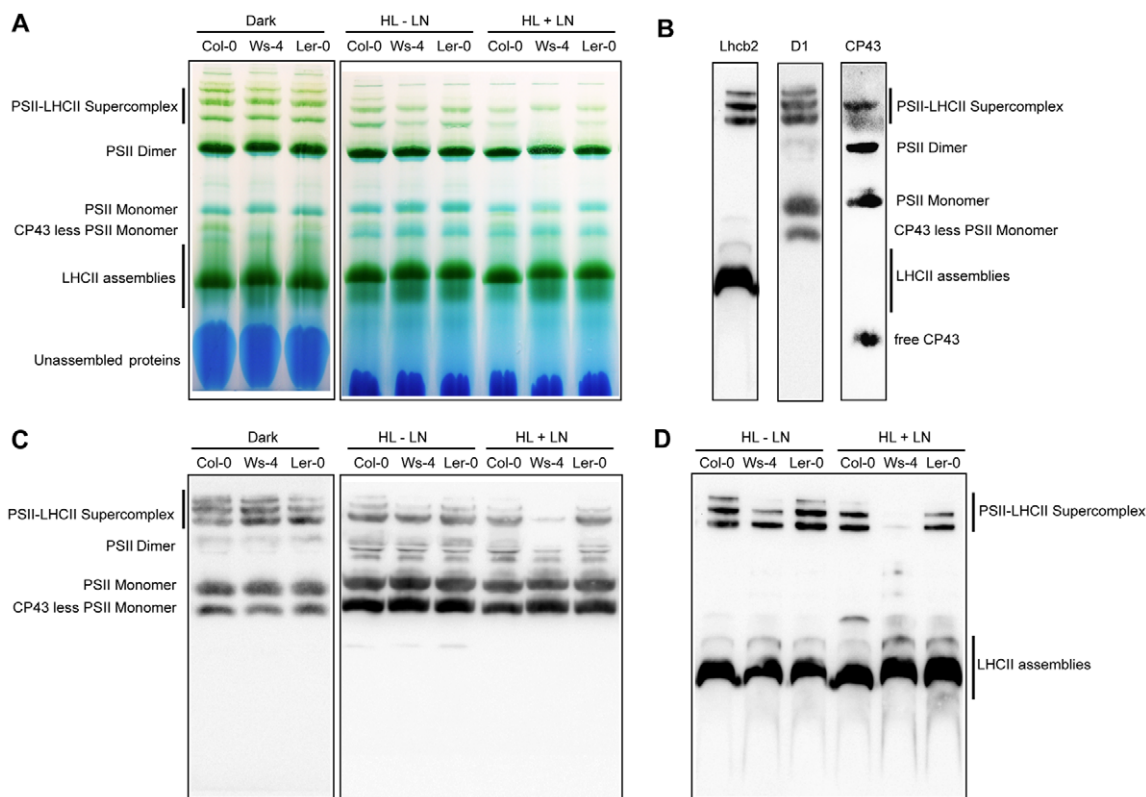 A
Dark
HL - LN
HL + LN
Col-0 Ws-4 Ler-0
Col-0 Ws-4 Ler-0
Col-0 Ws-4 Ler-0
PSII-LHCII Supercomplex
PSII Dimer
PSII Monomer
CP43 less PSII Monomer
LHCII assemblies
Unassembled proteins
B
Lhcb2
D1
CP43
PSII-LHCII Supercomplex
PSII Dimer
PSII Monomer
CP43 less PSII Monomer
LHCII assemblies
free CP43
C
Dark
HL - LN
HL + LN
Col-0 Ws-4 Ler-0
Col-0 Ws-4 Ler-0
Col-0 Ws-4 Ler-0
PSII-LHCII Supercomplex
PSII Dimer
PSII Monomer
CP43 less PSII Monomer
D
HL - LN
HL + LN
Col-0 Ws-4 Ler-0
Col-0 Ws-4 Ler-0
PSII-LHCII Supercomplex
LHCII assemblies